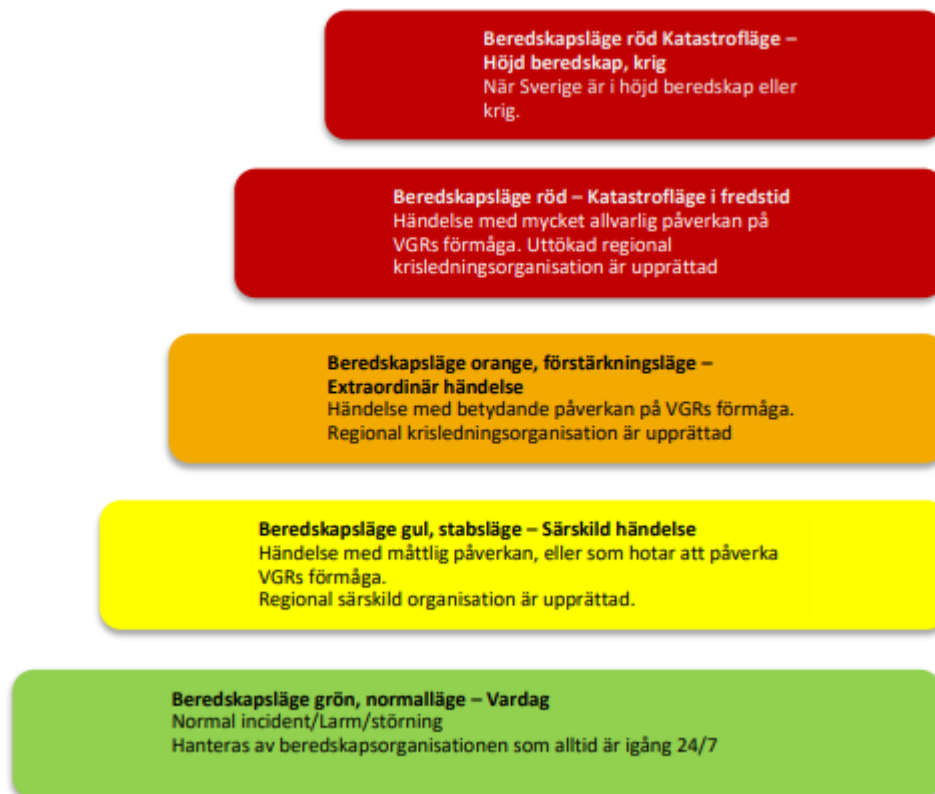 Beredskapsläge röd Katastrofläge –
Höjd beredskap, krig
När Sverige är i höjd beredskap eller
krig.
Beredskapsläge röd – Katastrofläge i fredstid
Händelse med mycket allvarlig påverkan på
VGRs förmåga. Uttökad regional
krisledningsorganisation är upprättad
Beredskapsläge orange, förstärkningsläge –
Extraordinär händelse
Händelse med betydande påverkan på VGRs förmåga.
Regional krisledningsorganisation är upprättad
Beredskapsläge gul, stabsläge – Särskild händelse
Händelse med måttlig påverkan, eller som hotar att påverka
VGRs förmåga.
Regional särskild organisation är upprättad.
Beredskapsläge grön, normalläge – Vardag
Normal incident/Larm/störning
Hanteras av beredskapsorganisationen som alltid är igång 24/7